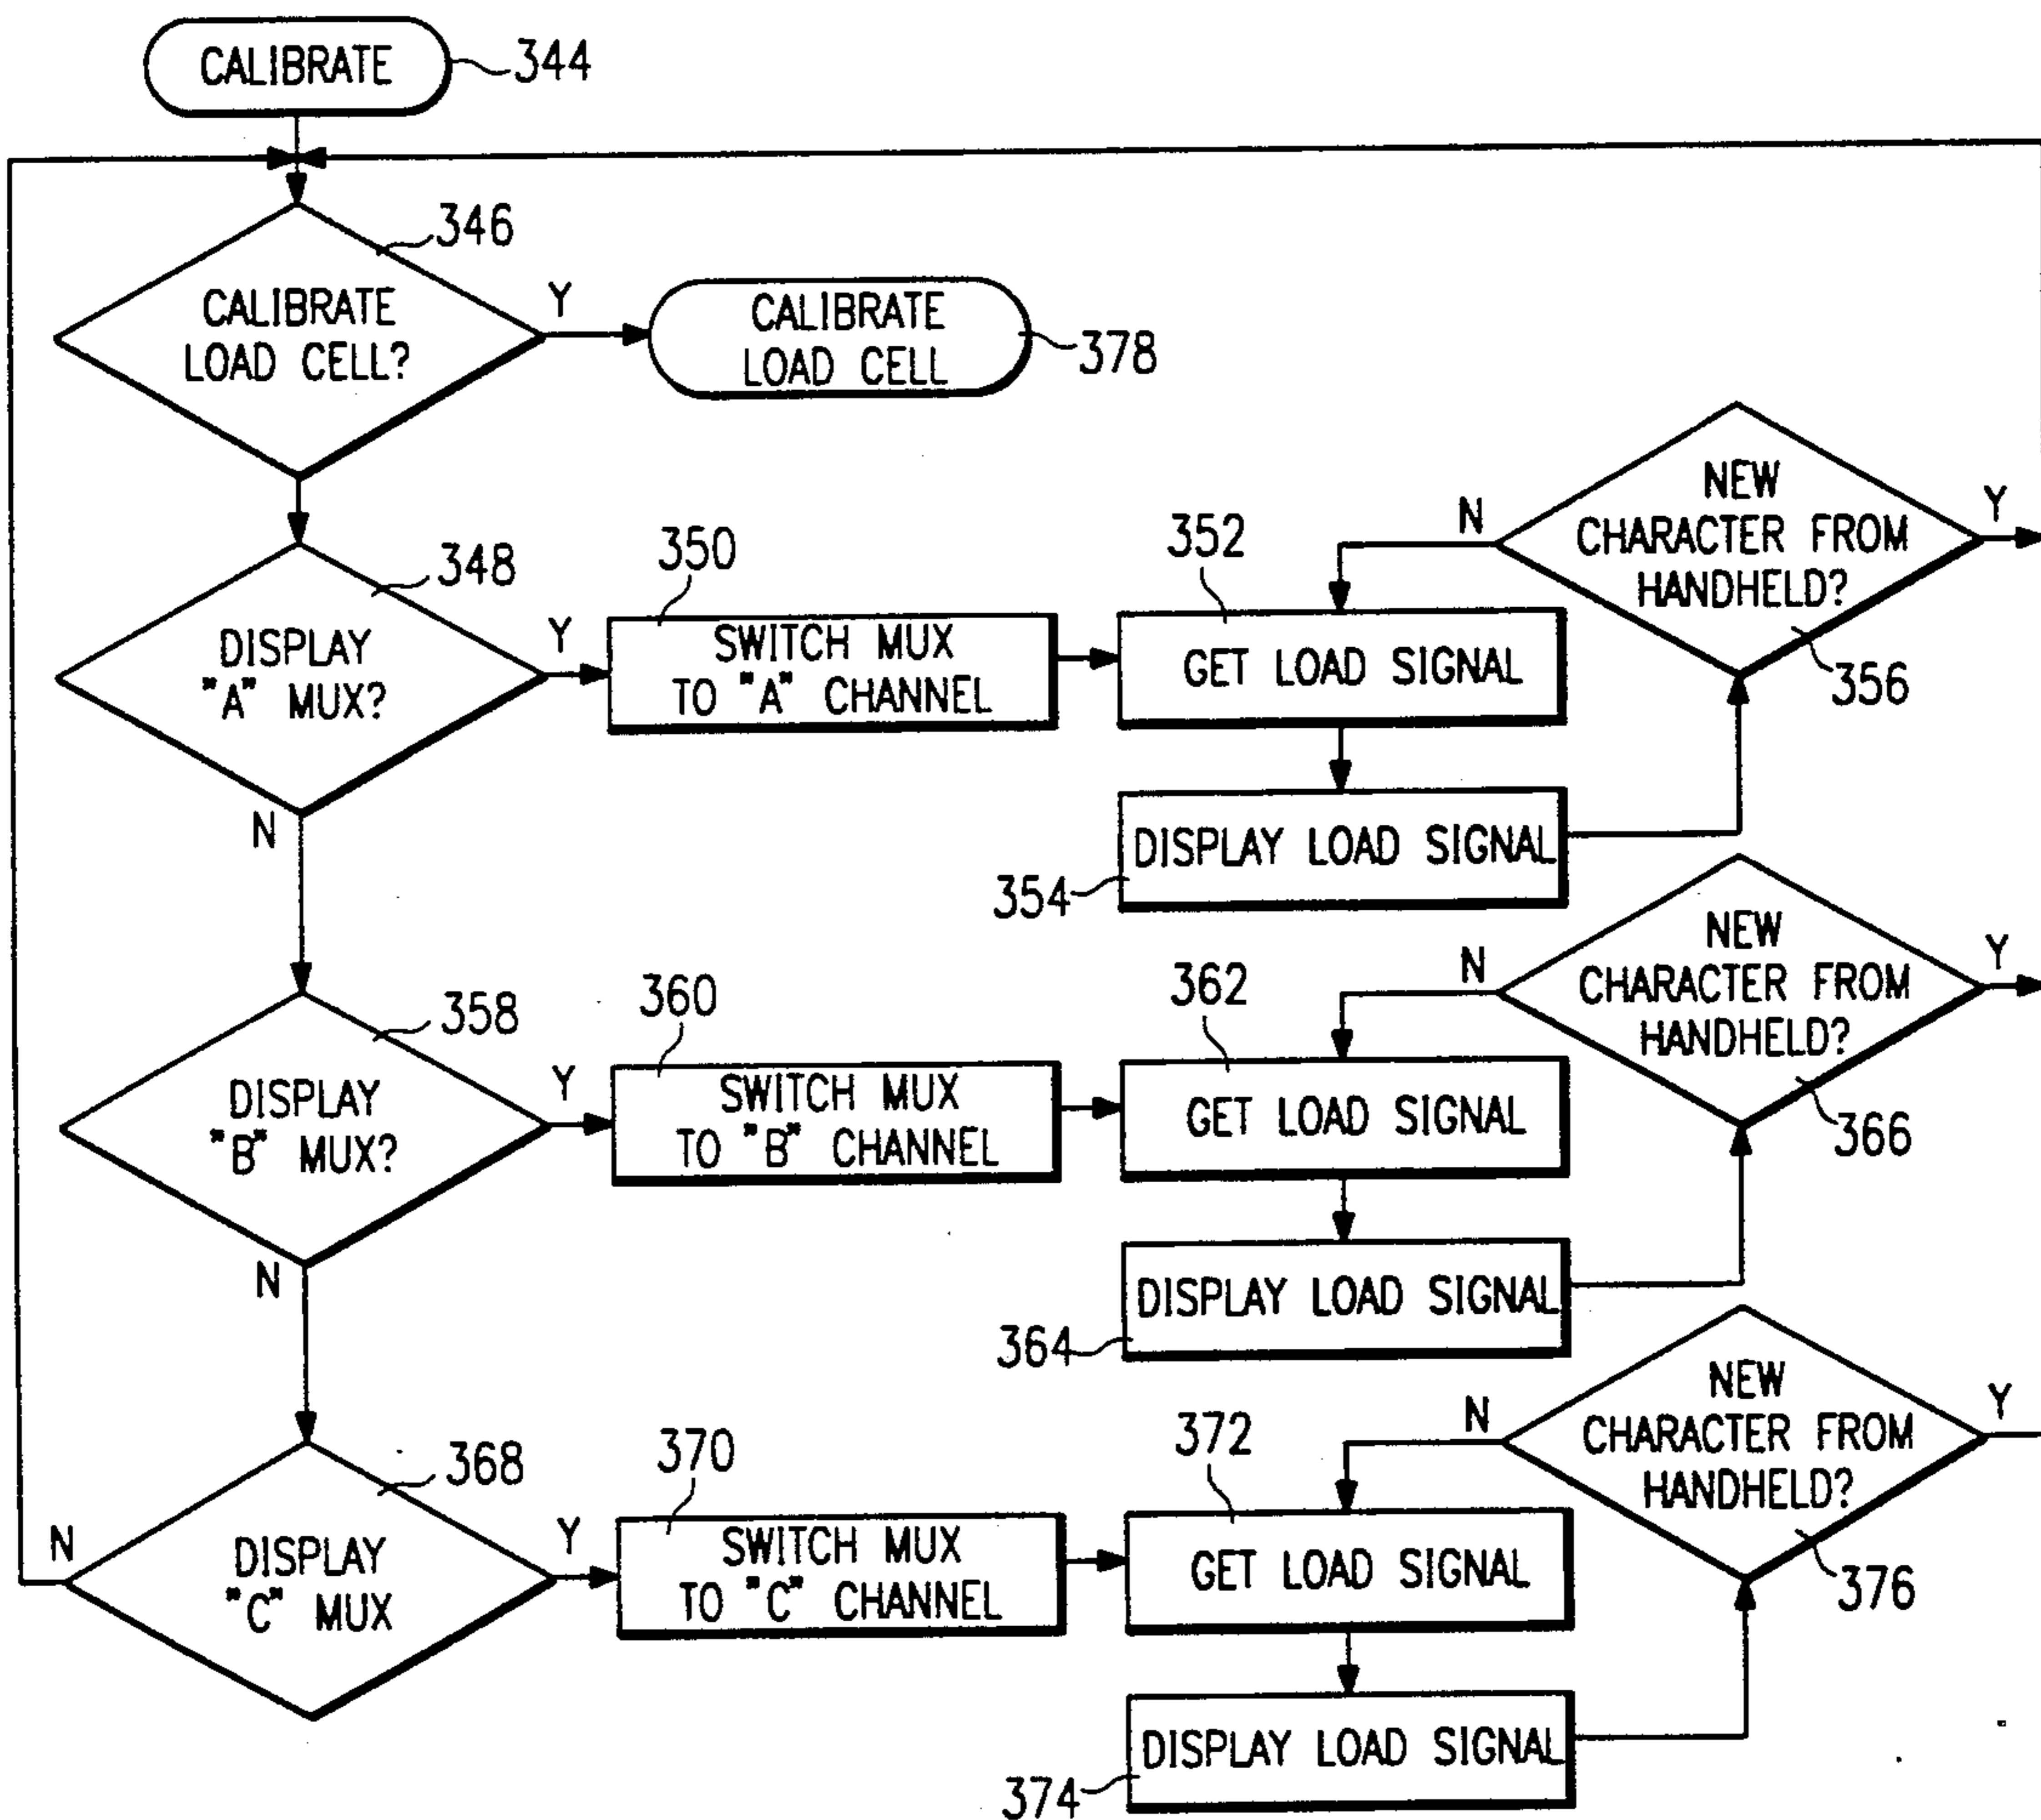 CALIBRATE
344
346
CALIBRATE
LOAD CELL?
Y
CALIBRATE
LOAD CELL
378
348
DISPLAY
"A" MUX?
Y
N
350
SWITCH MUX
TO "A" CHANNEL
352
GET LOAD SIGNAL
354
DISPLAY LOAD SIGNAL
N
NEW
CHARACTER FROM
HANDHELD?
Y
356
358
DISPLAY
"B" MUX?
Y
N
360
SWITCH MUX
TO "B" CHANNEL
362
GET LOAD SIGNAL
364
DISPLAY LOAD SIGNAL
N
NEW
CHARACTER FROM
HANDHELD?
Y
366
368
N
DISPLAY
"C" MUX
Y
370
SWITCH MUX
TO "C" CHANNEL
372
GET LOAD SIGNAL
374
DISPLAY LOAD SIGNAL
N
NEW
CHARACTER FROM
HANDHELD?
Y
376